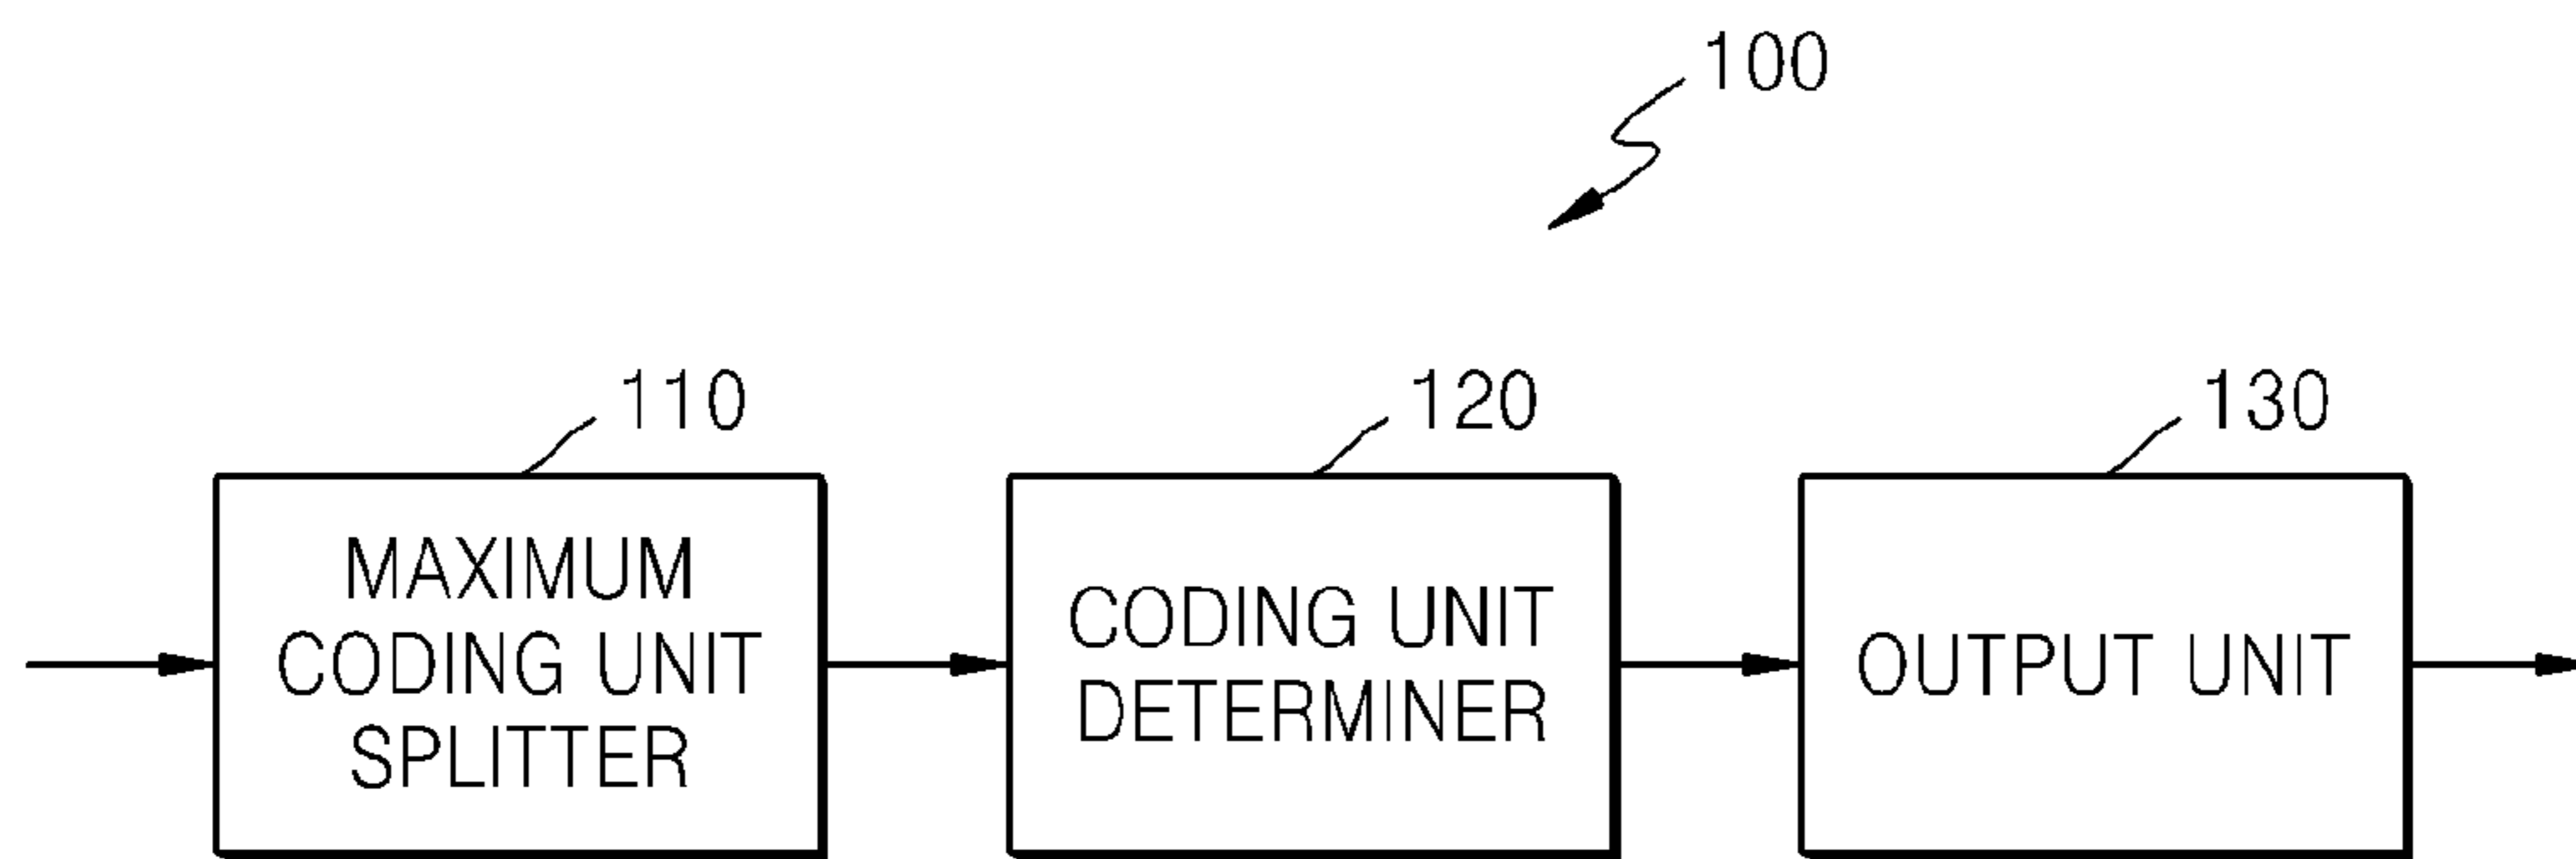 100
110
120
130
MAXIMUM
CODING UNIT
SPLITTER
CODING UNIT
DETERMINER
OUTPUT UNIT